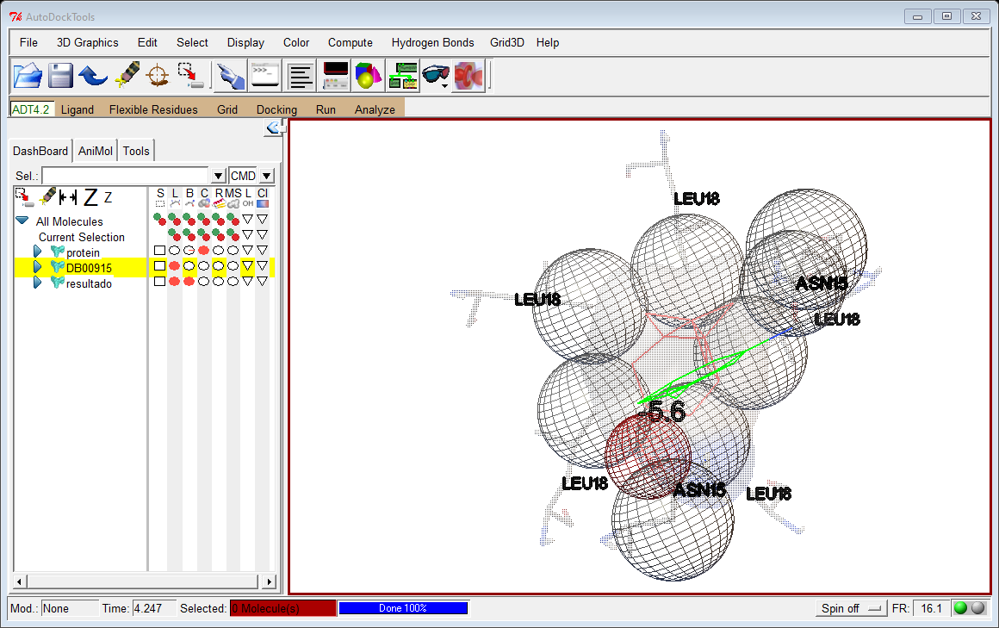 AutoDockTools
File 3D Graphics Edit Select Display Color Compute Hydrogen Bonds Grid3D Help
ADT4.2 Ligand Flexible Residues Grid Docking Run Analyze
DashBoard AniMol Tools
Sel.: CMD
Z Z S L B C R MS L Cl
OH
All Molecules
Current Selection
protein
DB00915
resultado
LEU18
LEU18
ASN15
LEU18
-5.6
LEU18
ASN15
LEU18
Mod.: None Time: 4.247 Selected: 0 Molecule(s) Done 100% Spin off FR: 16.1